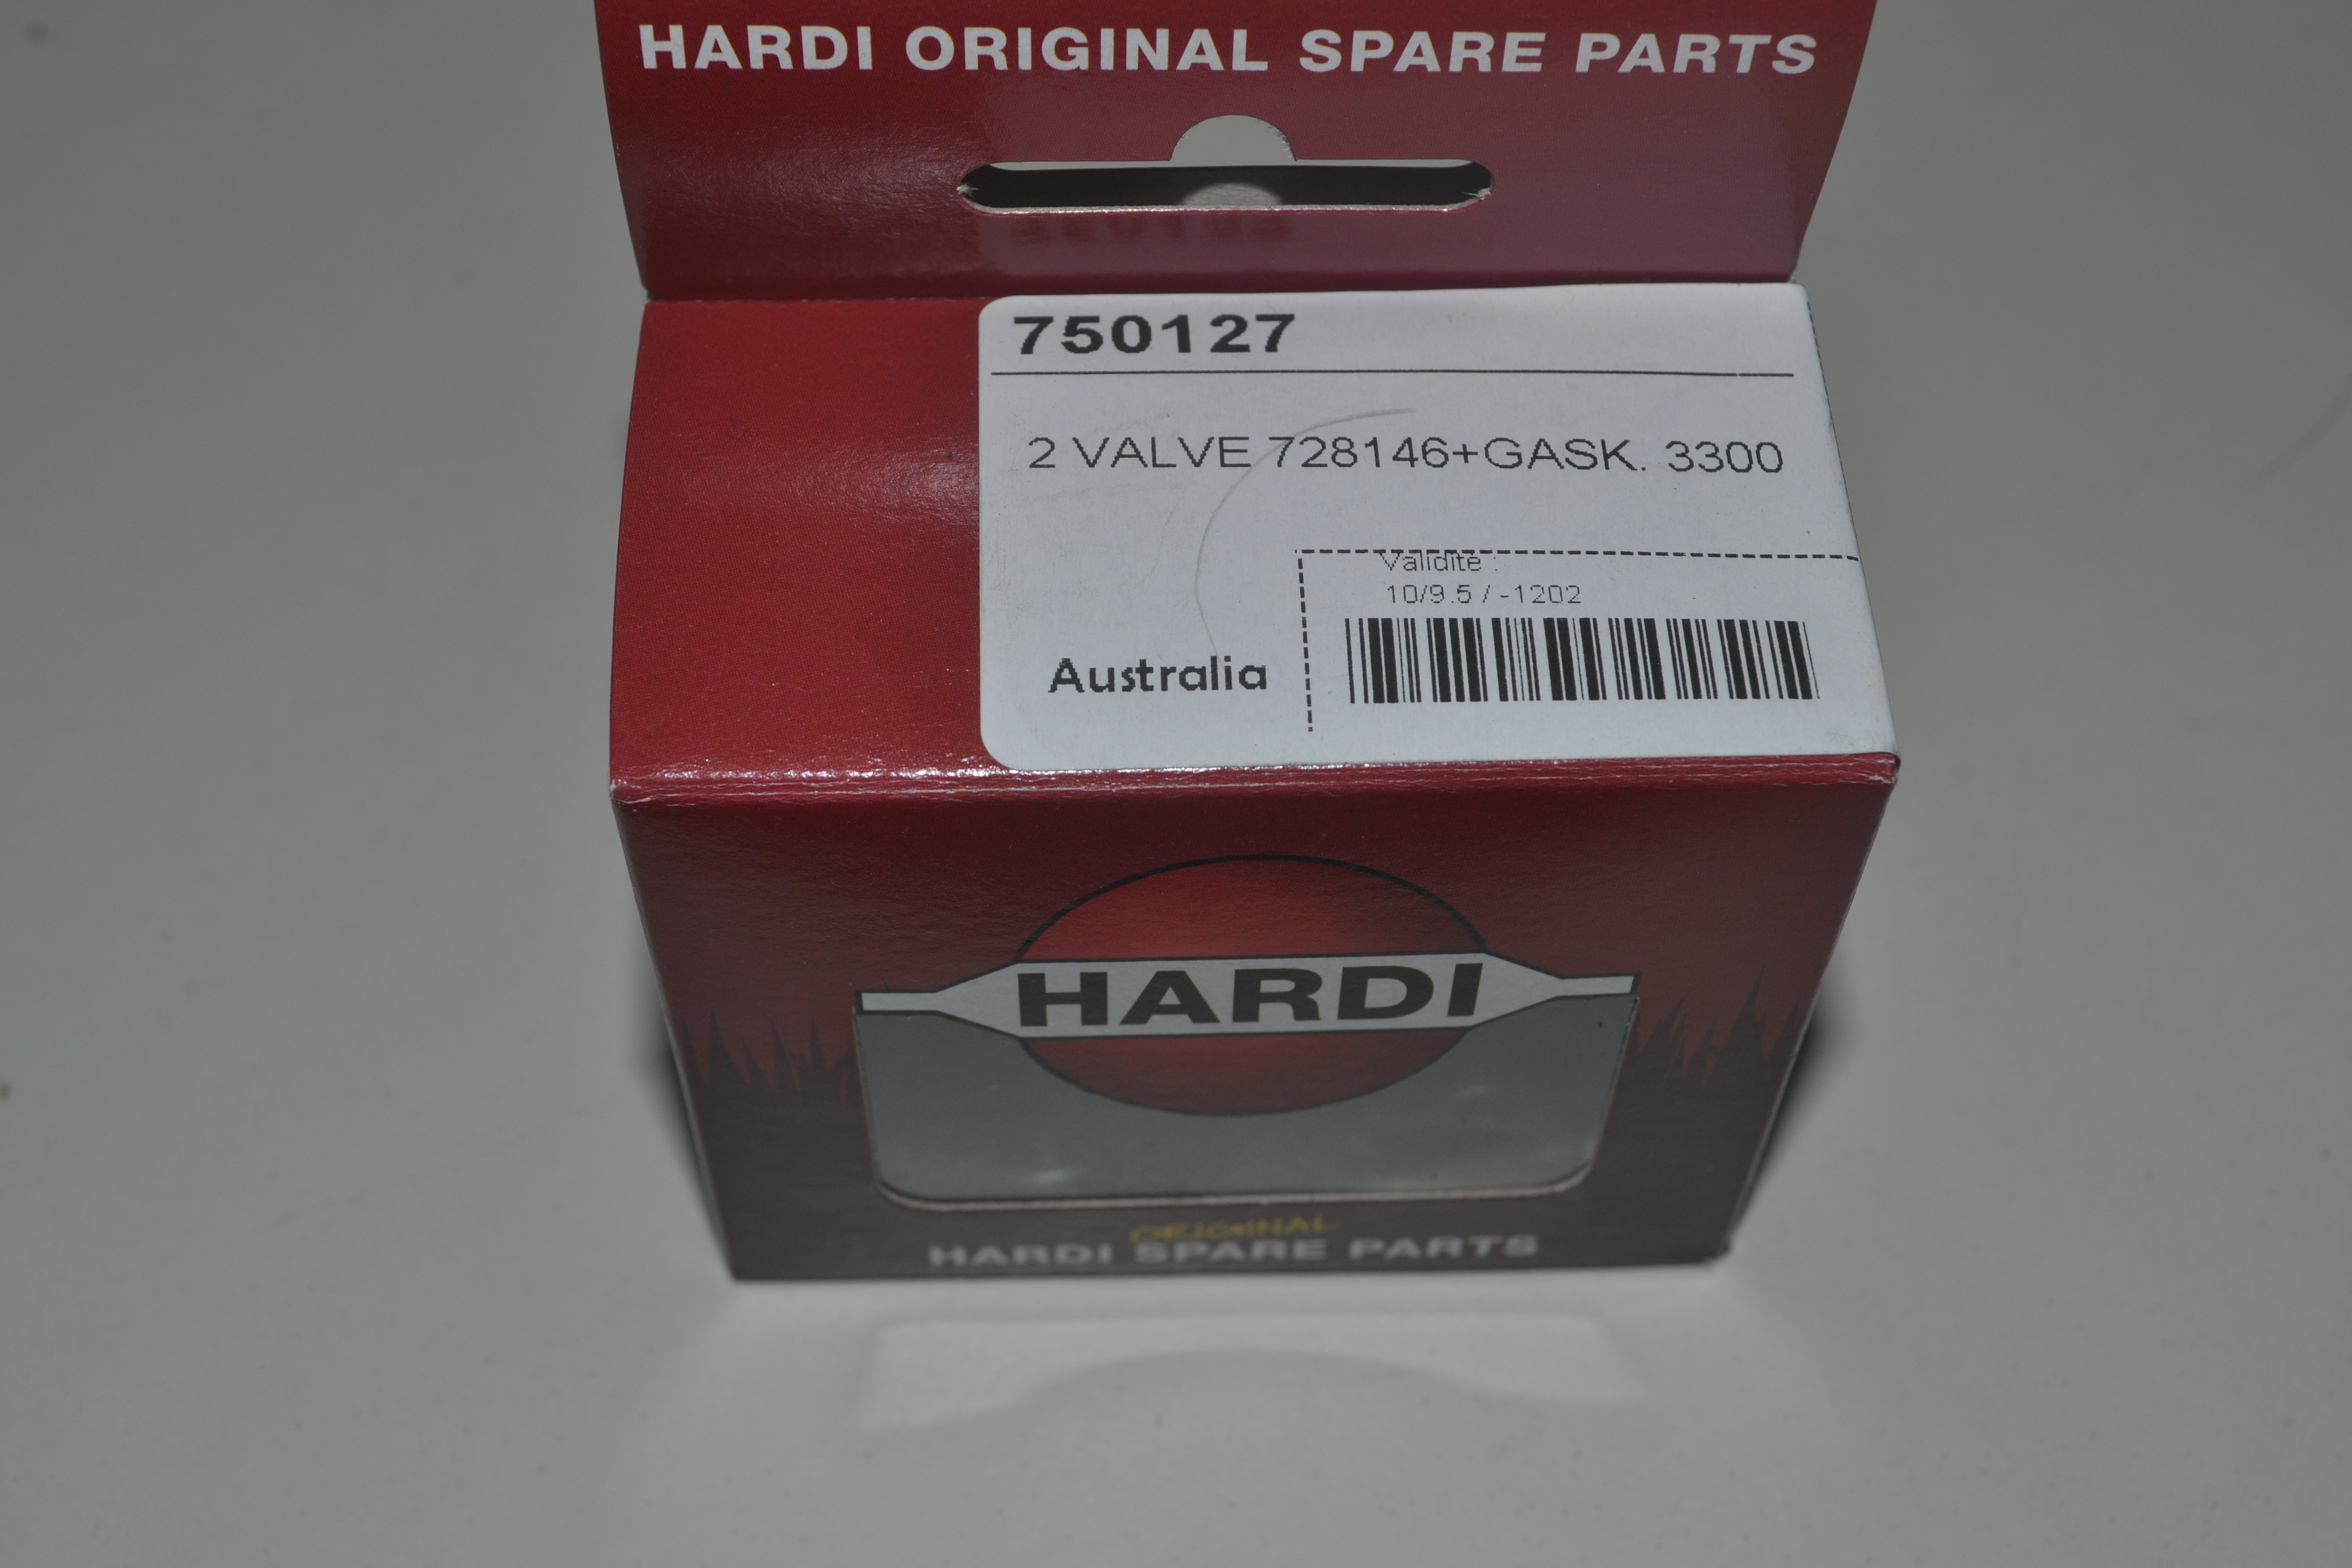 HARDI ORIGINAL SPARE PARTS
750127
2 VALVE 728146+GASK. 3300
Validité :
10/9.5 / -1202
Australia
HARDI
ORIGINAL
HARDI SPARE PARTS